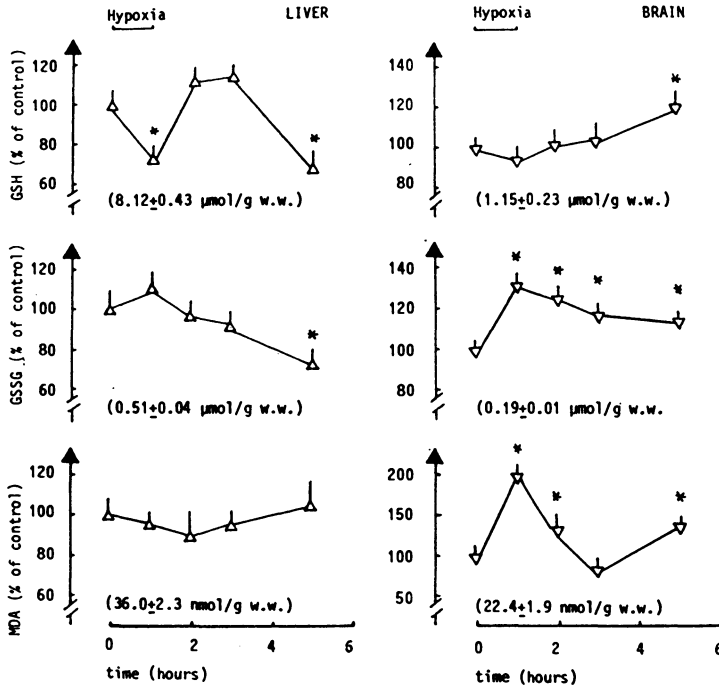 Hypoxia LIVER
120
100
80
60
GSH (% of control)
*
*
(8.12±0.43 µmol/g w.w.)
Hypoxia BRAIN
140
120
100
80
*
(1.15±0.23 µmol/g w.w.)
120
100
80
60
GSSG (% of control)
*
(0.51±0.04 µmol/g w.w.)
140
120
100
* * * *
(0.19±0.01 µmol/g w.w.
120
100
80
60
MDA (% of control)
(36.0±2.3 nmol/g w.w.)
0 2 4 6
time (hours)
200
150
100
50
* * *
(22.4±1.9 nmol/g w.w.)
0 2 4 6
time (hours)